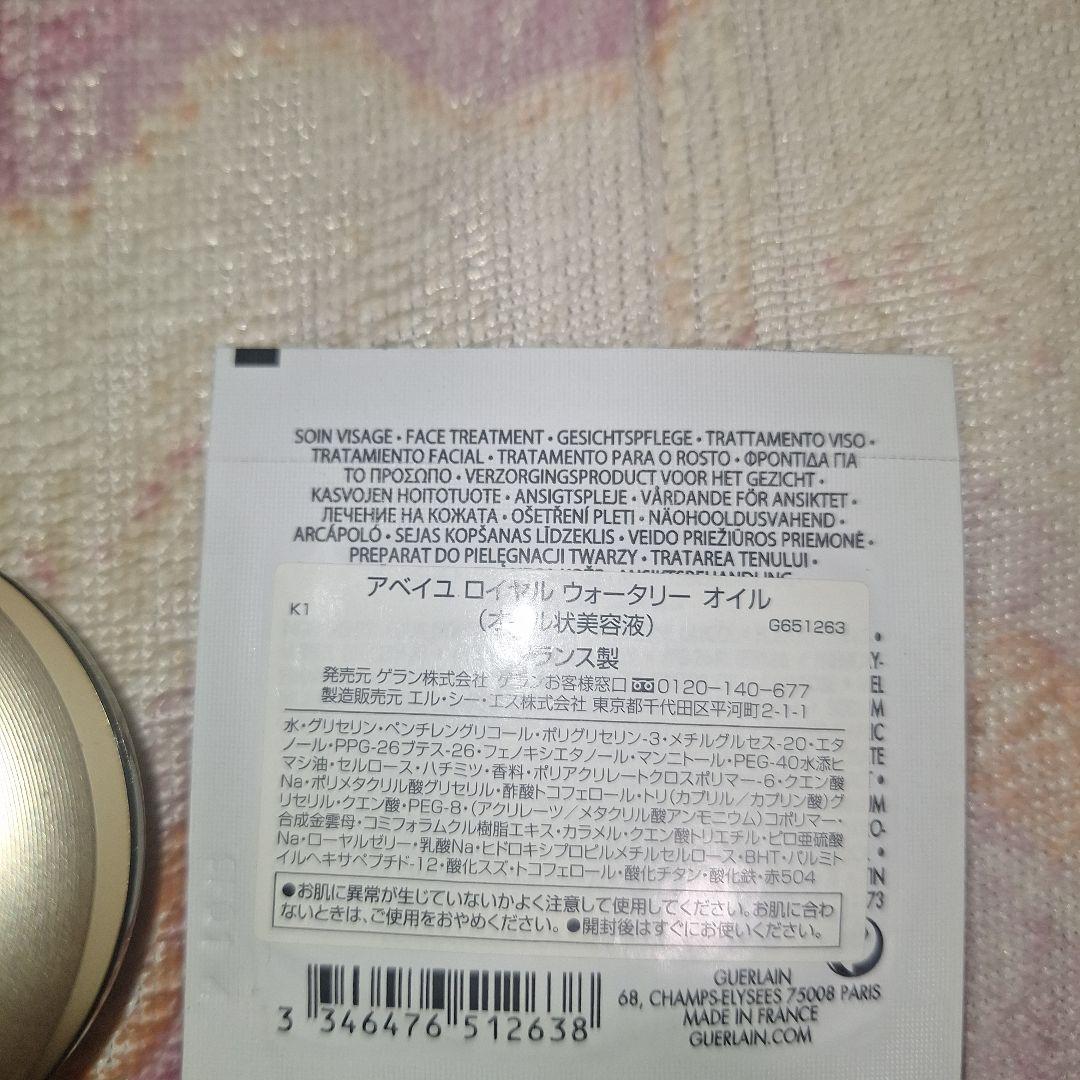 SOIN VISAGE • FACE TREATMENT • GESICHTSPFLEGE • TRATTAMENTO VISO •
TRATAMIENTO FACIAL • TRATAMENTO PARA O ROSTO • ΦΡΟΝΤΙΔΑ ΓΙΑ
ΤΟ ΠΡΟΣΩΠΟ • VERZORGINGSPRODUCT VOOR HET GEZICHT •
KASVOJEN HOITOTUOTE • ANSIGTSPLEJE • VÅRDANDE FÖR ANSIKTET •
ЛЕЧЕНИЕ НА КОЖАТА • OŠETŘENÍ PLETI • NÄOHOOLDUSVAHEND •
ARCÁPOLÓ • SEJAS KOPŠANAS LĪDZEKLIS • VEIDO PRIEŽIŪROS PRIEMONĖ •
PREPARAT DO PIELĘGNACJI TWARZY • TRATAREA TENULUI •
アベイユ ロイヤル ウォータリー オイル
K1
(オ ル状美容液)
G651263
ランス製
発売元 ゲラン株式会社 ゲランお客様窓口 0120-140-677
製造販売元 エル・シー・エス株式会社 東京都千代田区平河町2-1-1
水・グリセリン・ペンチレングリコール・ポリグリセリン-3・メチルグルセス-20・エタ
ノール・PPG-26ブテス-26・フェノキシエタノール・マンニトール・PEG-40水添ヒ
マシ油・セルロース・ハチミツ・香料・ポリアクリレートクロスポリマー-6・クエン酸
Na・ポリメタクリル酸グリセリル・酢酸トコフェロール・トリ(カプリル/カプリン酸)グ
リセリル・クエン酸・PEG-8・(アクリレーツ/メタクリル酸アンモニウム)コポリマー・
合成金雲母・コミフォラムクル樹脂エキス・カラメル・クエン酸トリエチル・ピロ亜硫酸
Na・ローヤルゼリー・乳酸Na・ヒドロキシプロピルメチルセルロース・BHT・パルミト
イルヘキサペプチド-12・酸化スズ・トコフェロール・酸化チタン・酸化鉄・赤504
●お肌に異常が生じていないかよく注意して使用してください。お肌に合わ
ないときは、ご使用をおやめください。●開封後はすぐにお使いください。
3 346476 512638
GUERLAIN
68, CHAMPS-ELYSEES 75008 PARIS
MADE IN FRANCE
GUERLAIN.COM